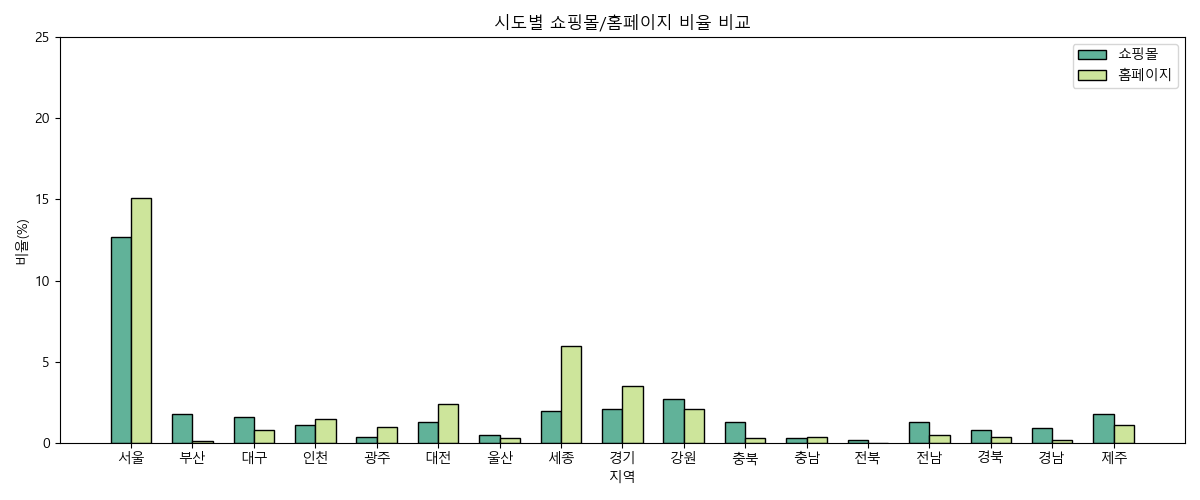 시도별 쇼핑몰/홈페이지 비율 비교
쇼핑몰
홈페이지
비율(%)
25
20
15
10
5
0
서울 부산 대구 인천 광주 대전 울산 세종 경기 강원 충북 충남 전북 전남 경북 경남 제주
지역